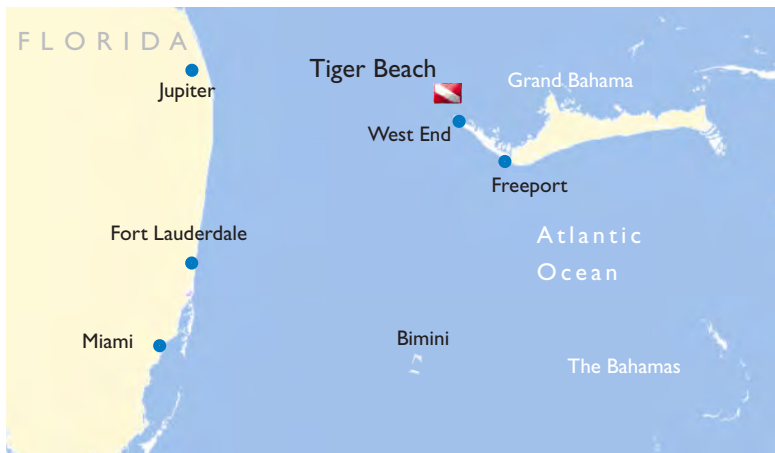 FLORIDA
Jupiter
Tiger Beach
Grand Bahama
West End
Freeport
Fort Lauderdale
Atlantic
Ocean
Miami
Bimini
The Bahamas